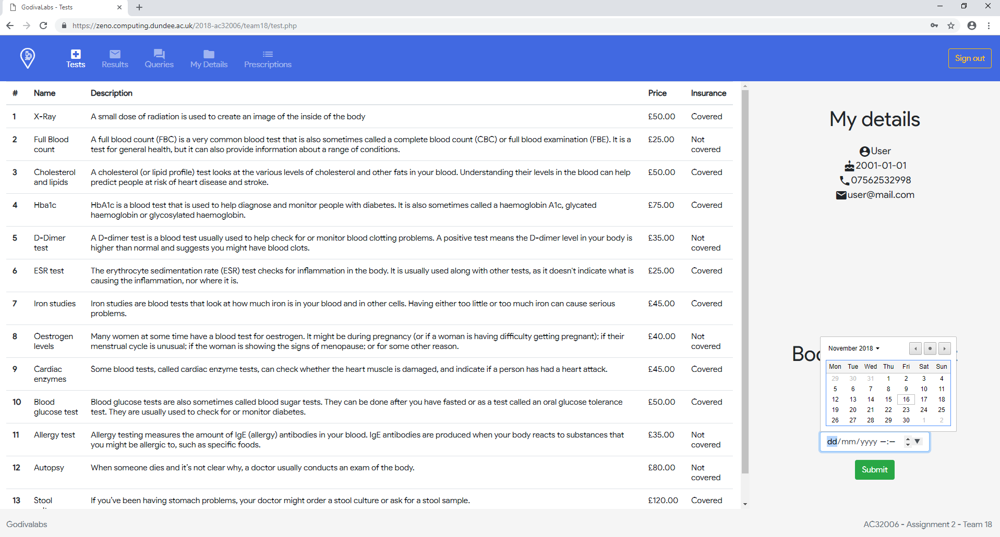 GodivaLabs - Tests
https://zeno.computing.dundee.ac.uk/2018-ac32006/team18/test.php
Tests
Results
Queries
My Details
Prescriptions
Sign out
# Name Description Price Insurance
1 X-Ray A small dose of radiation is used to create an image of the inside of the body £50.00 Covered
2 Full Blood A full blood count (FBC) is a very common blood test that is also sometimes called a complete blood count (CBC) or full blood examination (FBE). It is a £25.00 Not
count test for general health, but it can also provide information about a range of conditions. covered
3 Cholesterol A cholesterol (or lipid profile) test looks at the various levels of cholesterol and other fats in your blood. Understanding their levels in the blood can help £50.00 Covered
and lipids predict people at risk of heart disease and stroke.
4 Hba1c HbA1c is a blood test that is used to help diagnose and monitor people with diabetes. It is also sometimes called a haemoglobin A1c, glycated £75.00 Covered
haemoglobin or glycosylated haemoglobin.
5 D-Dimer A D-dimer test is a blood test usually used to help check for or monitor blood clotting problems. A positive test means the D-dimer level in your body is £35.00 Not
test higher than normal and suggests you might have blood clots. covered
6 ESR test The erythrocyte sedimentation rate (ESR) test checks for inflammation in the body. It is usually used along with other tests, as it doesn't indicate what is £25.00 Covered
causing the inflammation, nor where it is.
7 Iron studies Iron studies are blood tests that look at how much iron is in your blood and in other cells. Having either too little or too much iron can cause serious £45.00 Covered
problems.
8 Oestrogen Many women at some time have a blood test for oestrogen. It might be during pregnancy (or if a woman is having difficulty getting pregnant); if their £40.00 Not
levels menstrual cycle is unusual; if the woman is showing the signs of menopause; or for some other reason. covered
9 Cardiac Some blood tests, called cardiac enzyme tests, can check whether the heart muscle is damaged, and indicate if a person has had a heart attack. £45.00 Covered
enzymes
10 Blood Blood glucose tests are also sometimes called blood sugar tests. They can be done after you have fasted or as a test called an oral glucose tolerance £50.00 Covered
glucose test test. They are usually used to check for or monitor diabetes.
11 Allergy test Allergy testing measures the amount of IgE (allergy) antibodies in your blood. IgE antibodies are produced when your body reacts to substances that £35.00 Not
you might be allergic to, such as specific foods. covered
12 Autopsy When someone dies and it’s not clear why, a doctor usually conducts an exam of the body. £80.00 Not
covered
13 Stool If you’ve been having stomach problems, your doctor might order a stool culture or ask for a stool sample. £120.00 Covered
My details
User
2001-01-01
07562532998
user@mail.com
November 2018
Mon Tue Wed Thu Fri Sat Sun
29 30 31 1 2 3 4
5 6 7 8 9 10 11
12 13 14 15 16 17 18
19 20 21 22 23 24 25
26 27 28 29 30 1 2
dd/mm/yyyy --:--
Submit
Godivalabs
AC32006 - Assignment 2 - Team 18